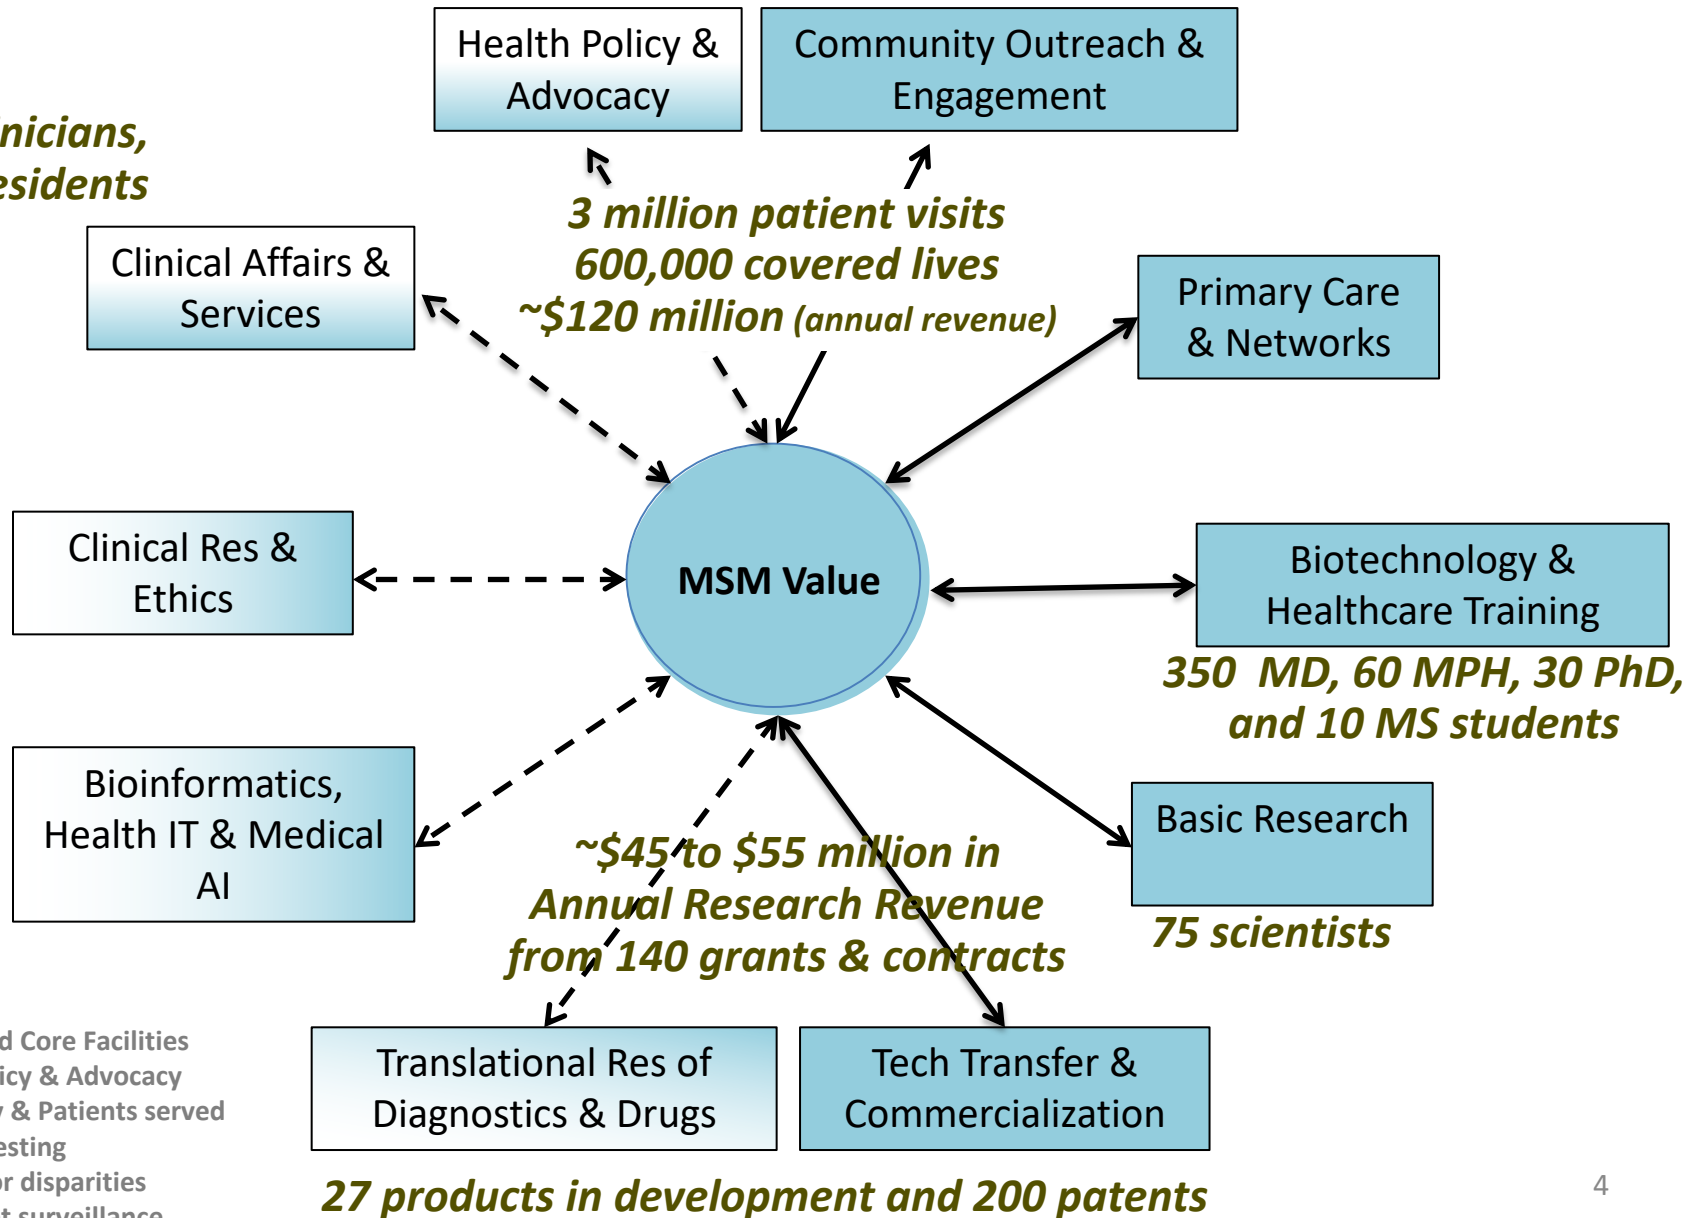 Health Policy &
Advocacy
Community Outreach &
Engagement
3 million patient visits
600,000 covered lives
~$120 million (annual revenue)
Clinical Affairs &
Services
Primary Care
& Networks
Clinical Res &
Ethics
MSM Value
Biotechnology &
Healthcare Training
350 MD, 60 MPH, 30 PhD,
and 10 MS students
Bioinformatics,
Health IT & Medical
AI
Basic Research
75 scientists
~$45 to $55 million in
Annual Research Revenue
from 140 grants & contracts
Core Facilities
& Advocacy
& Patients served
disparities
surveillance
Translational Res of
Diagnostics & Drugs
Tech Transfer &
Commercialization
27 products in development and 200 patents
4